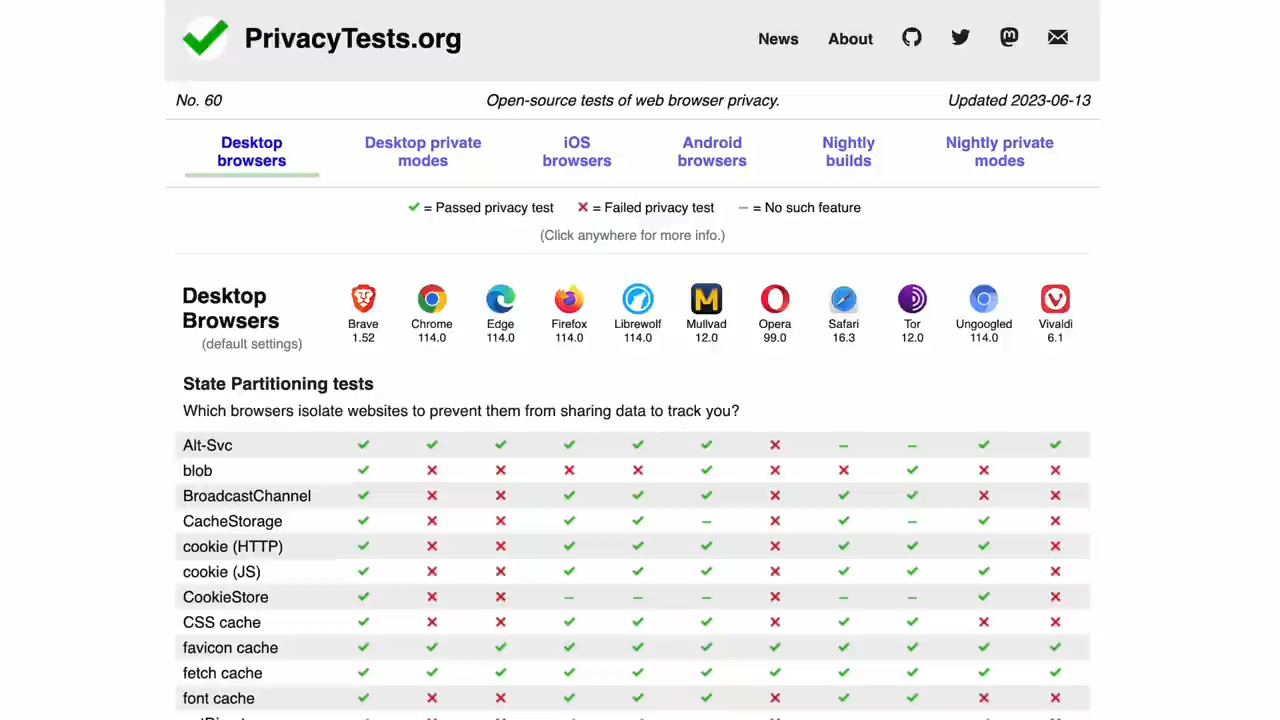 PrivacyTests.org
News About
No. 60 Open-source tests of web browser privacy. Updated 2023-06-13
Desktop browsers Desktop private modes iOS browsers Android browsers Nightly builds Nightly private modes
= Passed privacy test = Failed privacy test – = No such feature
(Click anywhere for more info.)
Desktop Browsers
(default settings)
Brave 1.52
Chrome 114.0
Edge 114.0
Firefox 114.0
Librewolf 114.0
Mullvad 12.0
Opera 99.0
Safari 16.3
Tor 12.0
Ungoogled 114.0
Vivaldi 6.1
State Partitioning tests
Which browsers isolate websites to prevent them from sharing data to track you?
Alt-Svc
blob
BroadcastChannel
CacheStorage
cookie (HTTP)
cookie (JS)
CookieStore
CSS cache
favicon cache
fetch cache
font cache